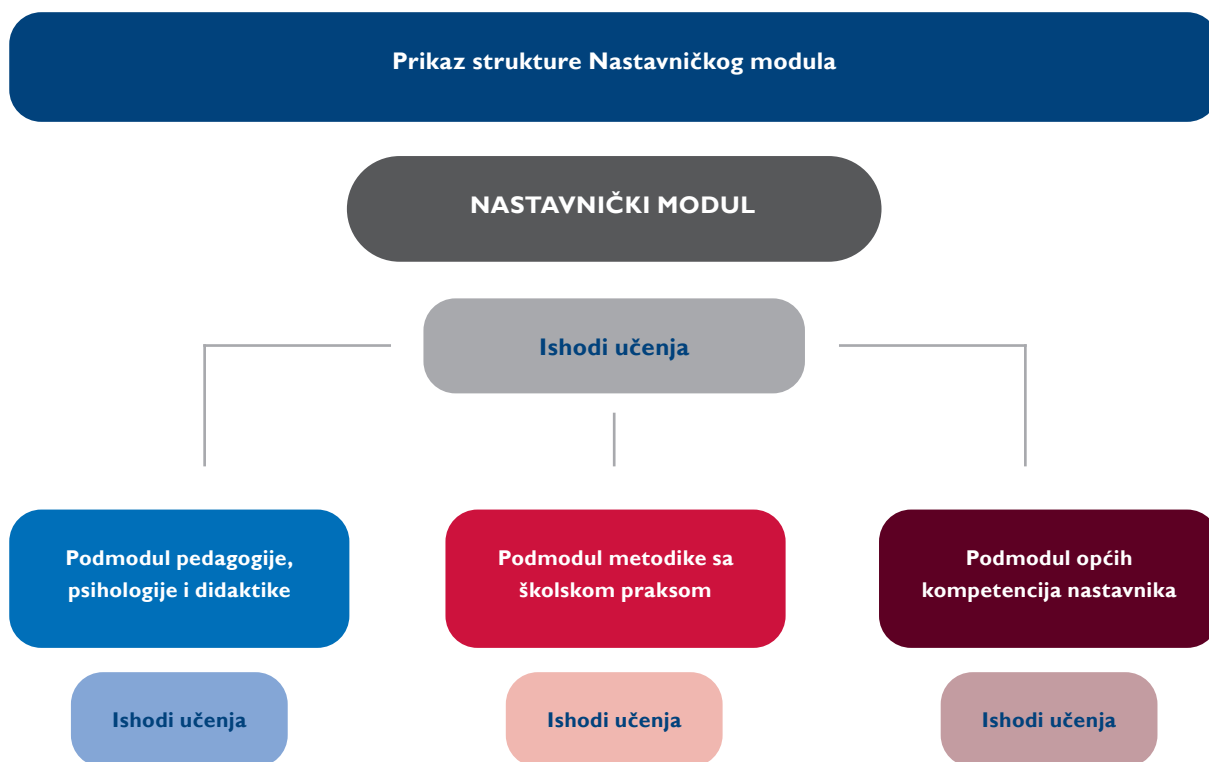 Prikaz strukture Nastavničkog modula
NASTAVNIČKI MODUL
Ishodi učenja
Podmodul pedagogije,
psihologije i didaktike
Podmodul metodike sa
školskom praksom
Podmodul općih
kompetencija nastavnika
Ishodi učenja
Ishodi učenja
Ishodi učenja